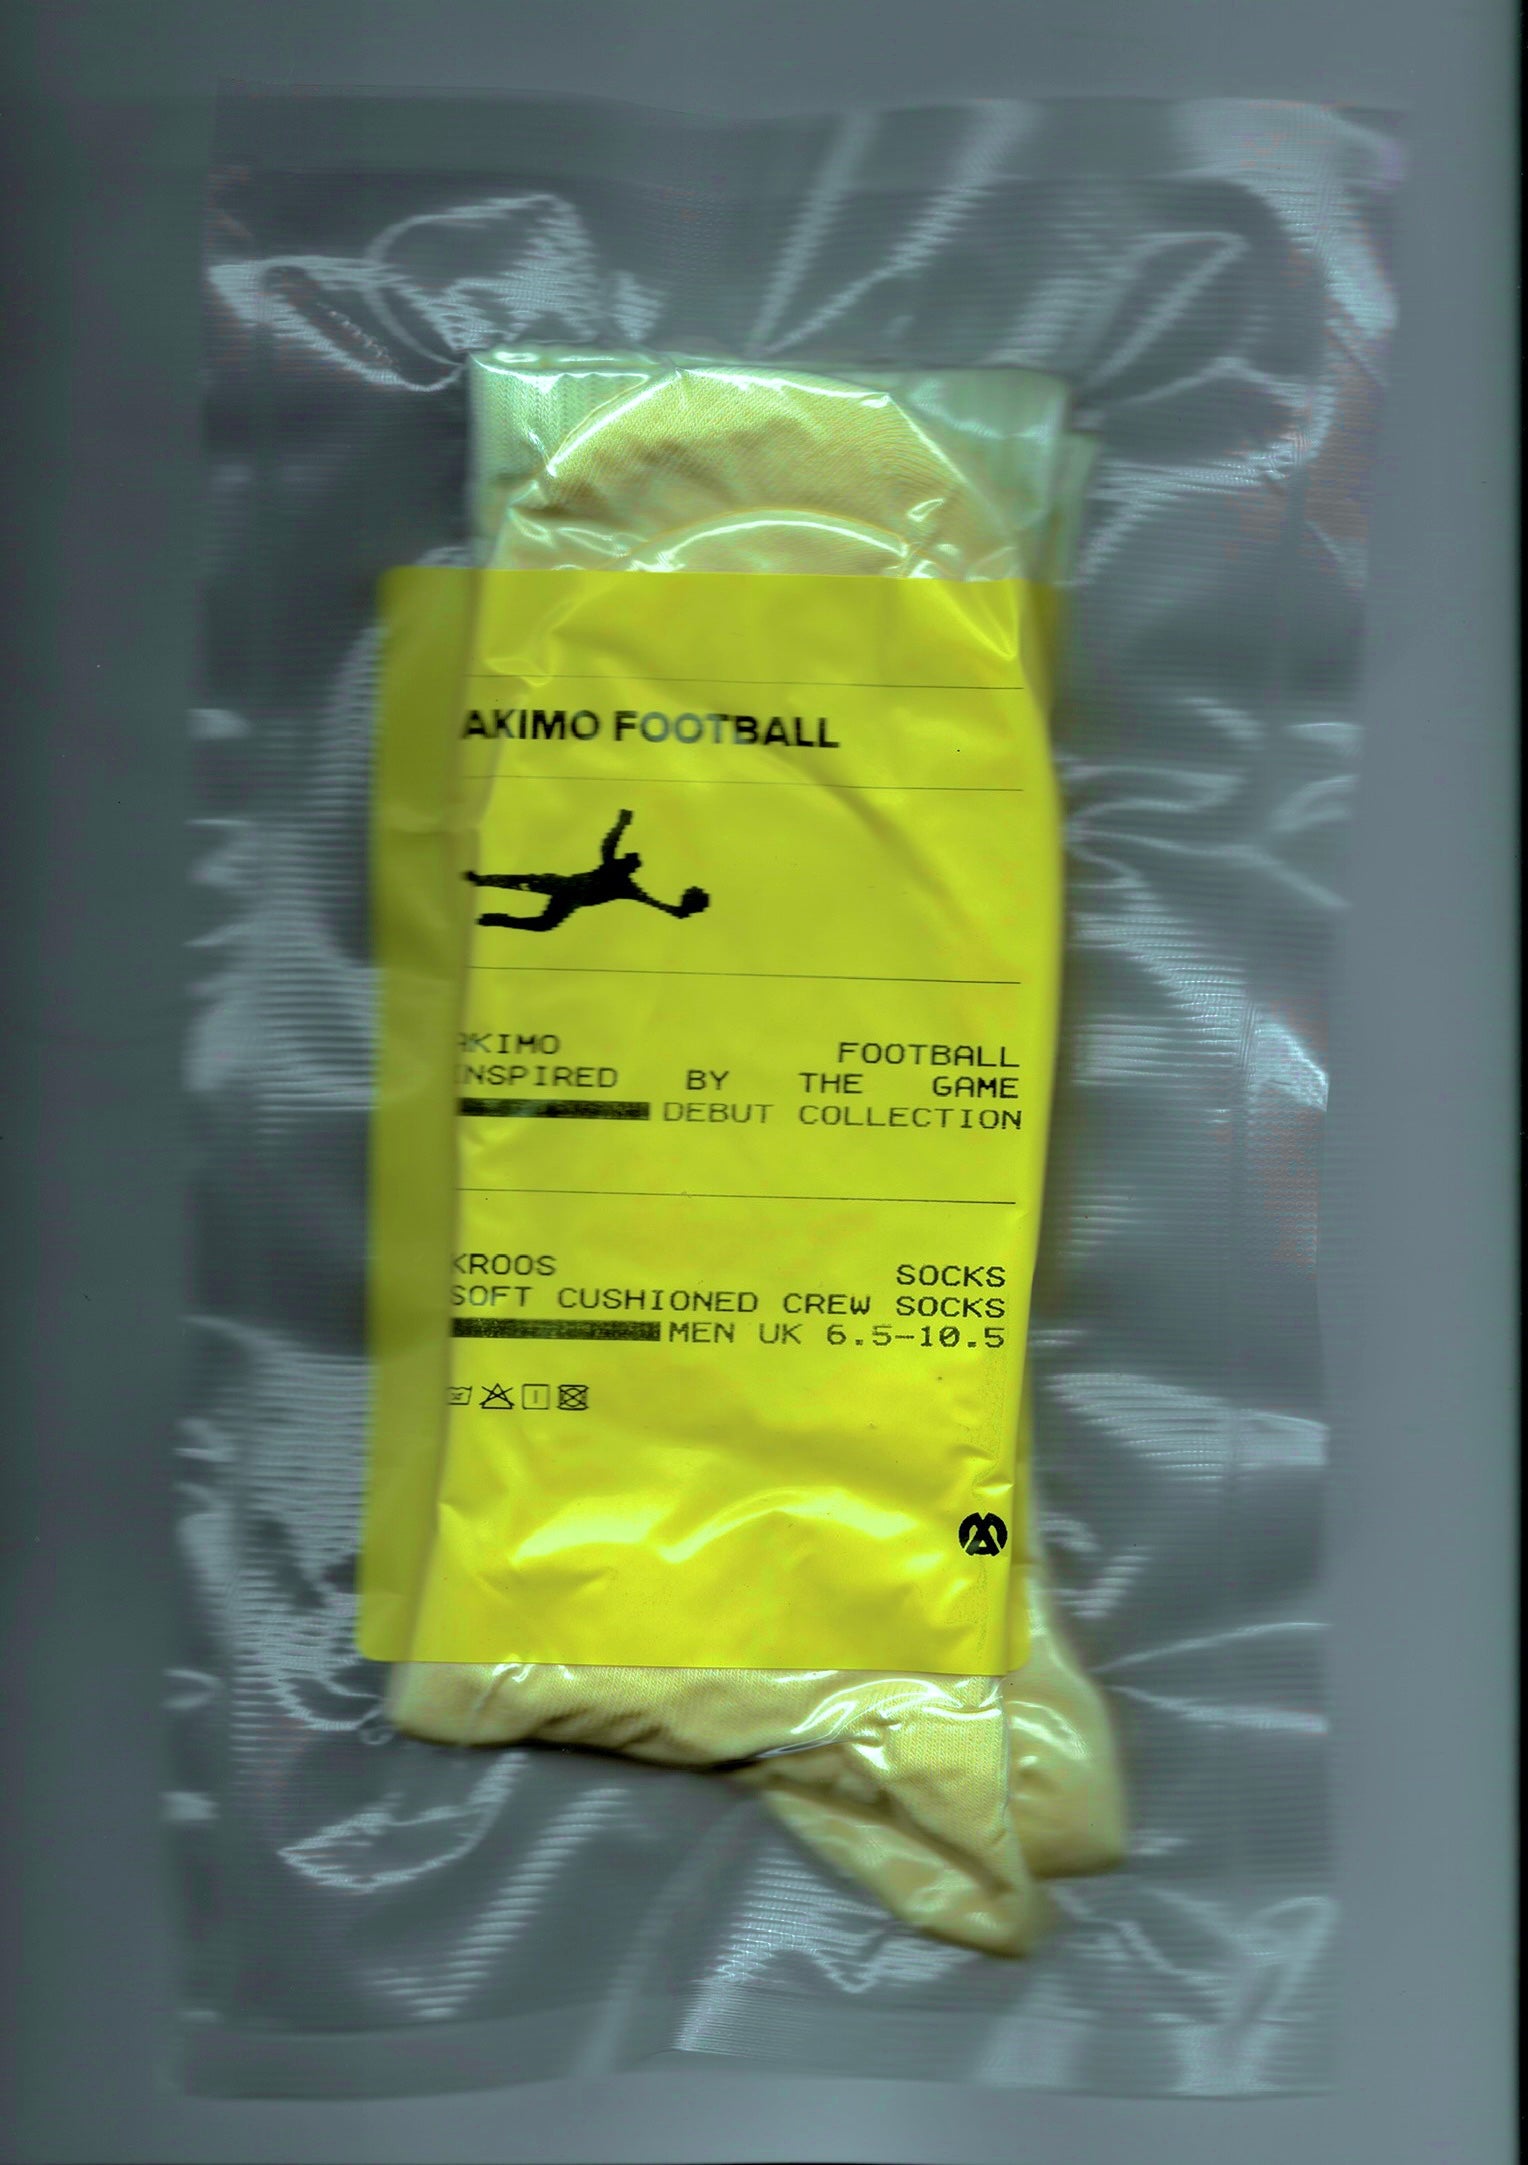 AKIMO FOOTBALL
AKIMO FOOTBALL
INSPIRED BY THE GAME
DEBUT COLLECTION
KROOS SOCKS
SOFT CUSHIONED CREW SOCKS
MEN UK 6.5-10.5